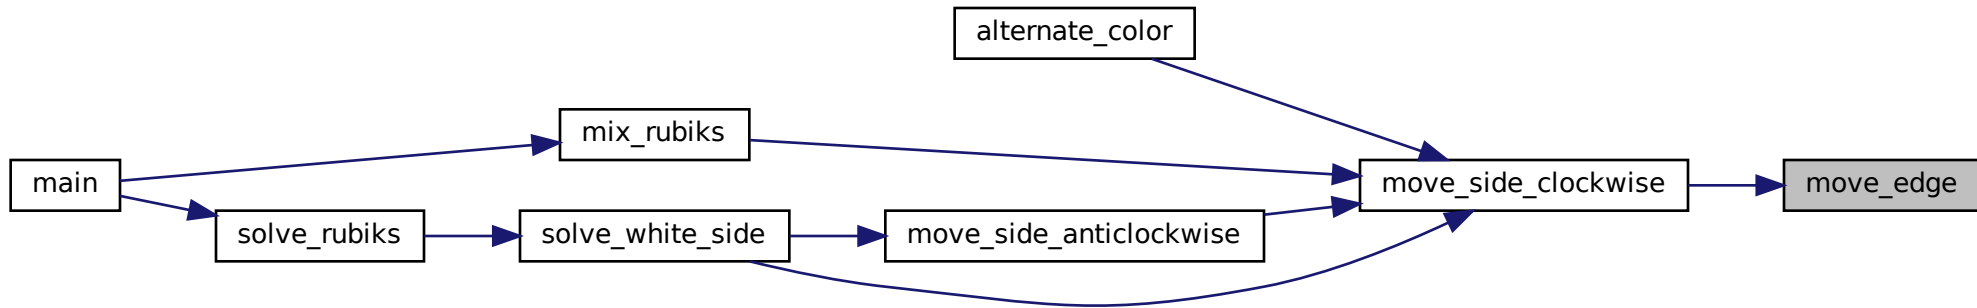 alternate_color
mix_rubiks
main
move_side_clockwise
move_edge
solve_rubiks
solve_white_side
move_side_anticlockwise